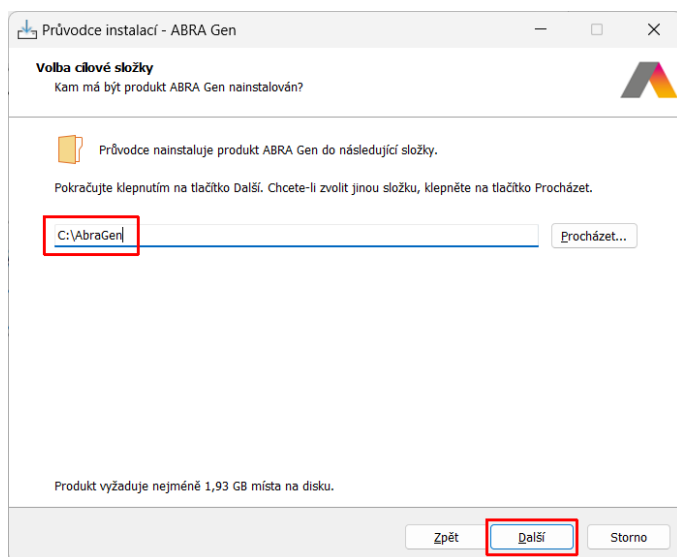 Průvodce instalací - ABRA Gen
Volba cílové složky
Kam má být produkt ABRA Gen nainstalován?
Průvodce nainstaluje produkt ABRA Gen do následující složky.
Pokračujte klepnutím na tlačítko Další. Chcete-li zvolit jinou složku, klepněte na tlačítko Procházet.
C:\AbraGen
Procházet...
Produkt vyžaduje nejméně 1,93 GB místa na disku.
Zpět
Další
Storno